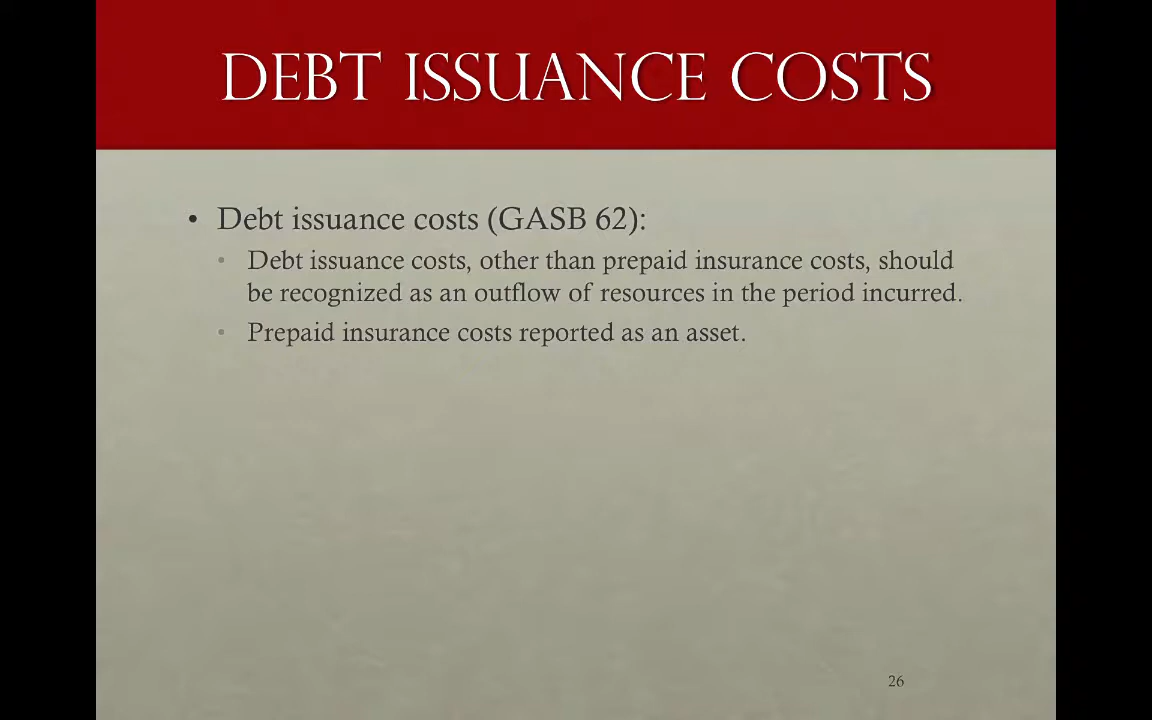 DEBT ISSUANCE COSTS
• Debt issuance costs (GASB 62):
• Debt issuance costs, other than prepaid insurance costs, should
be recognized as an outflow of resources in the period incurred.
• Prepaid insurance costs reported as an asset.
26